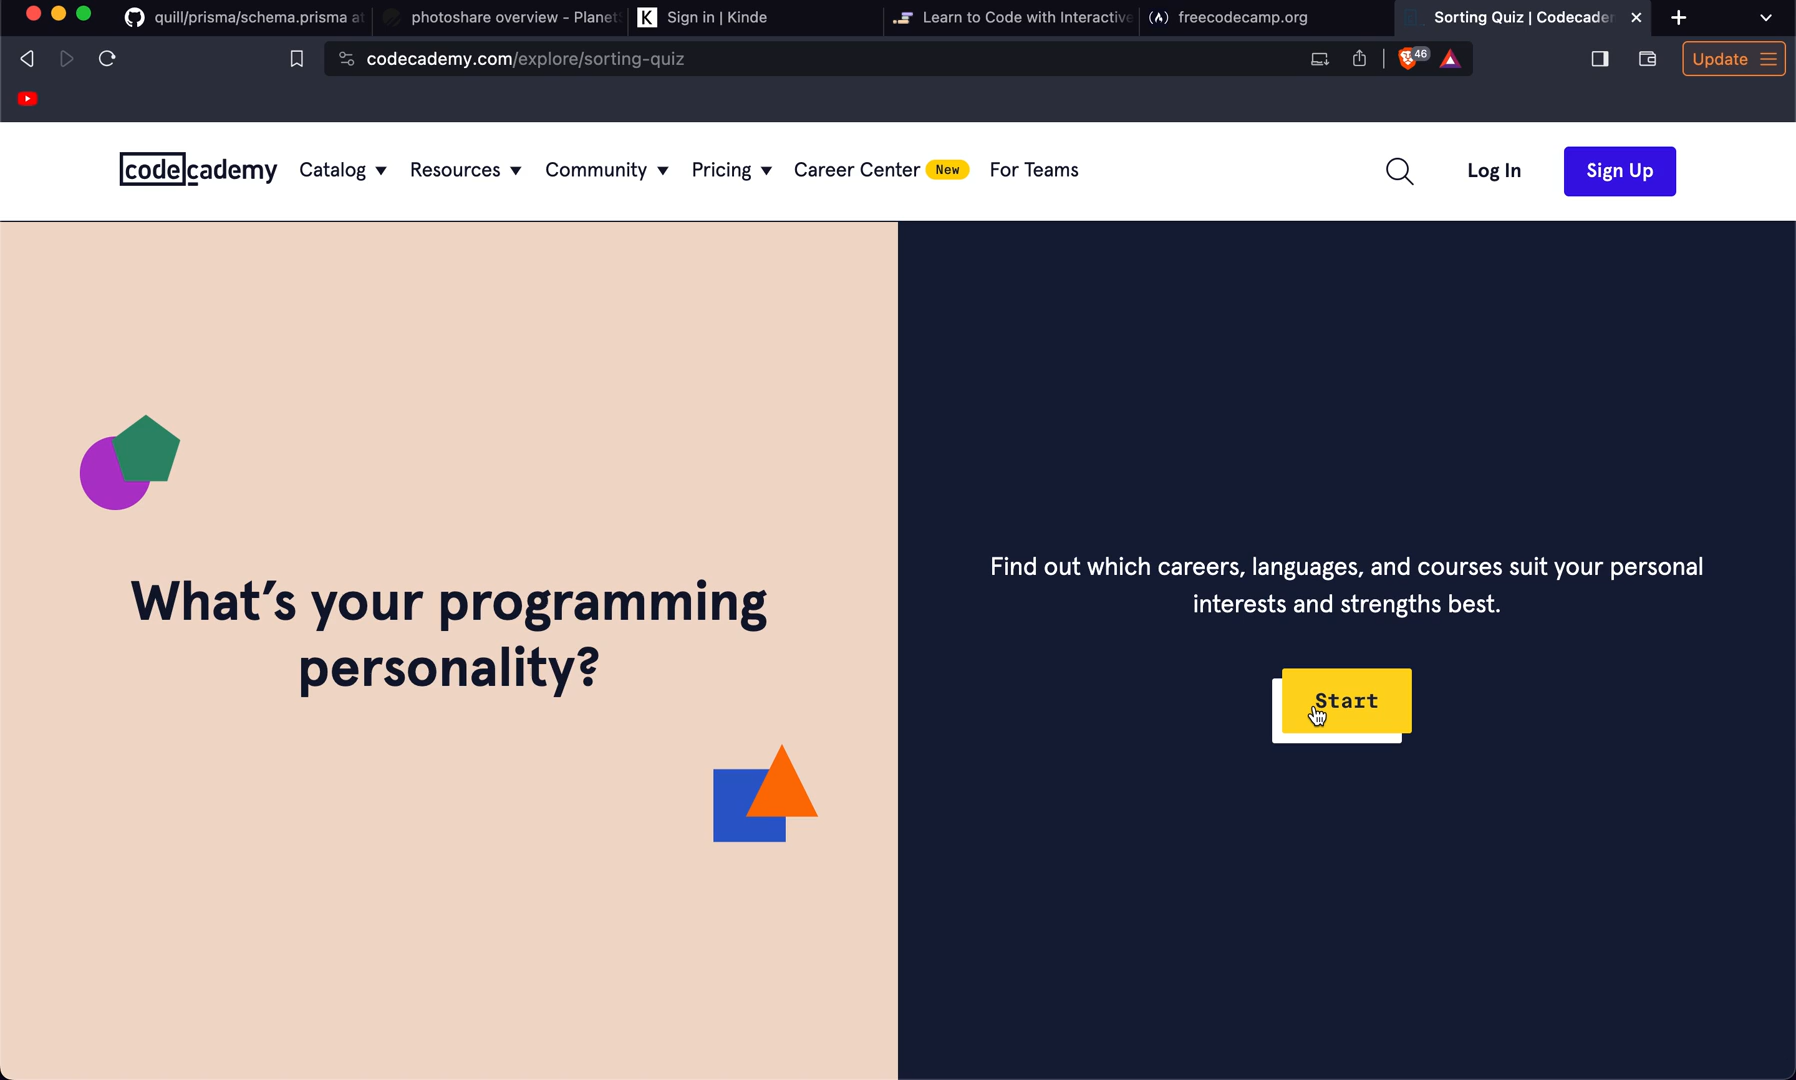 quill/prisma/schema.prisma at
photoshare overview - Planet
Sign in | Kinde
Learn to Code with Interactive
freecodecamp.org
Sorting Quiz | Codecader
codecademy.com/explore/sorting-quiz
46
Update
codecademy
Catalog
Resources
Community
Pricing
Career Center
New
For Teams
Log In
Sign Up
What's your programming
personality?
Find out which careers, languages, and courses suit your personal
interests and strengths best.
Start